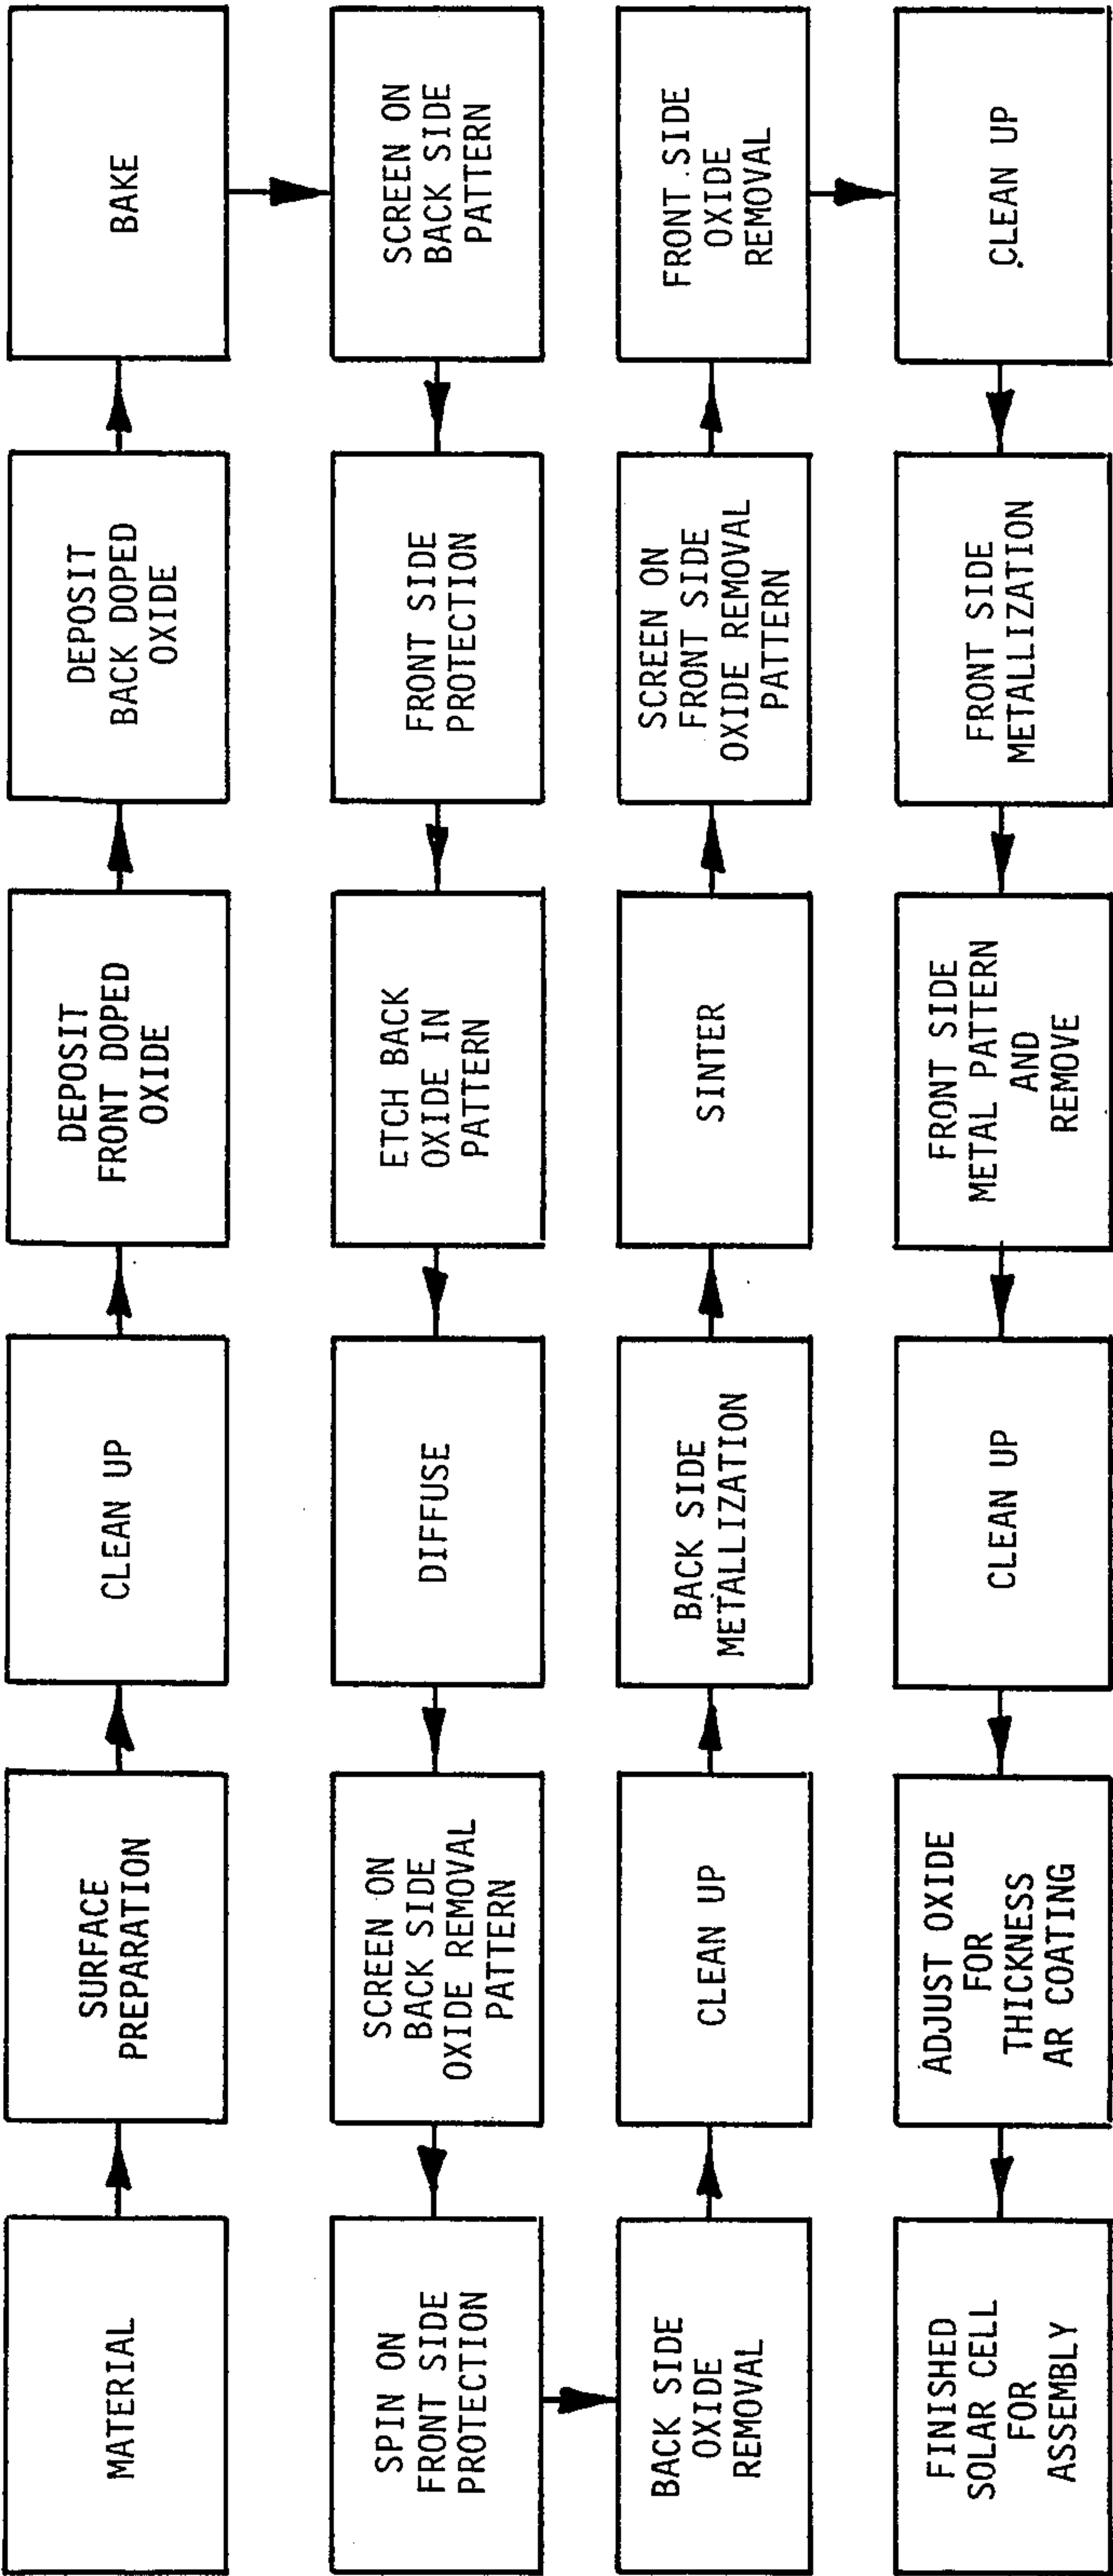 MATERIAL
SURFACE
PREPARATION
CLEAN UP
DEPOSIT
FRONT DOPED
OXIDE
DEPOSIT
BACK DOPED
OXIDE
BAKE
SCREEN ON
BACK SIDE
PATTERN
FRONT SIDE
PROTECTION
ETCH BACK
OXIDE IN
PATTERN
DIFFUSE
SCREEN ON
BACK SIDE
OXIDE REMOVAL
PATTERN
SPIN ON
FRONT SIDE
PROTECTION
BACK SIDE
OXIDE
REMOVAL
CLEAN UP
BACK SIDE
METALLIZATION
SINTER
SCREEN ON
FRONT SIDE
OXIDE REMOVAL
PATTERN
FRONT SIDE
OXIDE
REMOVAL
CLEAN UP
FRONT SIDE
METALLIZATION
FRONT SIDE
METAL PATTERN
AND
REMOVE
CLEAN UP
ADJUST OXIDE
FOR
THICKNESS
AR COATING
FINISHED
SOLAR CELL
FOR
ASSEMBLY